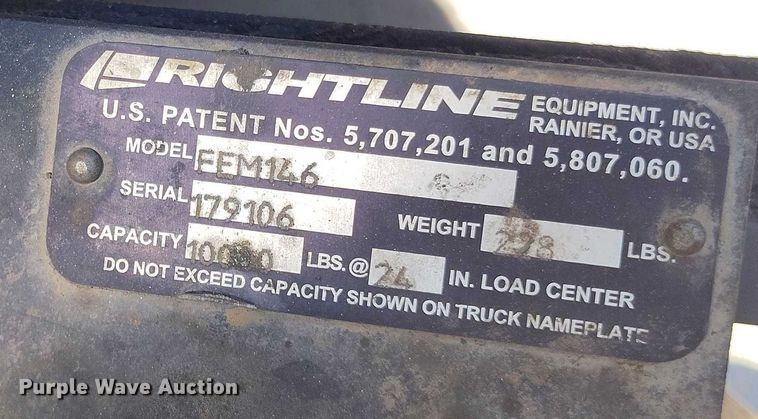 RIGHTLINE EQUIPMENT, INC.
RAINIER, OR USA
U.S. PATENT Nos. 5,707,201 and 5,807,060.
MODEL FEM146
SERIAL 179106
WEIGHT 298 LBS.
CAPACITY 10000 LBS. @ 24 IN. LOAD CENTER
DO NOT EXCEED CAPACITY SHOWN ON TRUCK NAMEPLATE
Purple Wave Auction